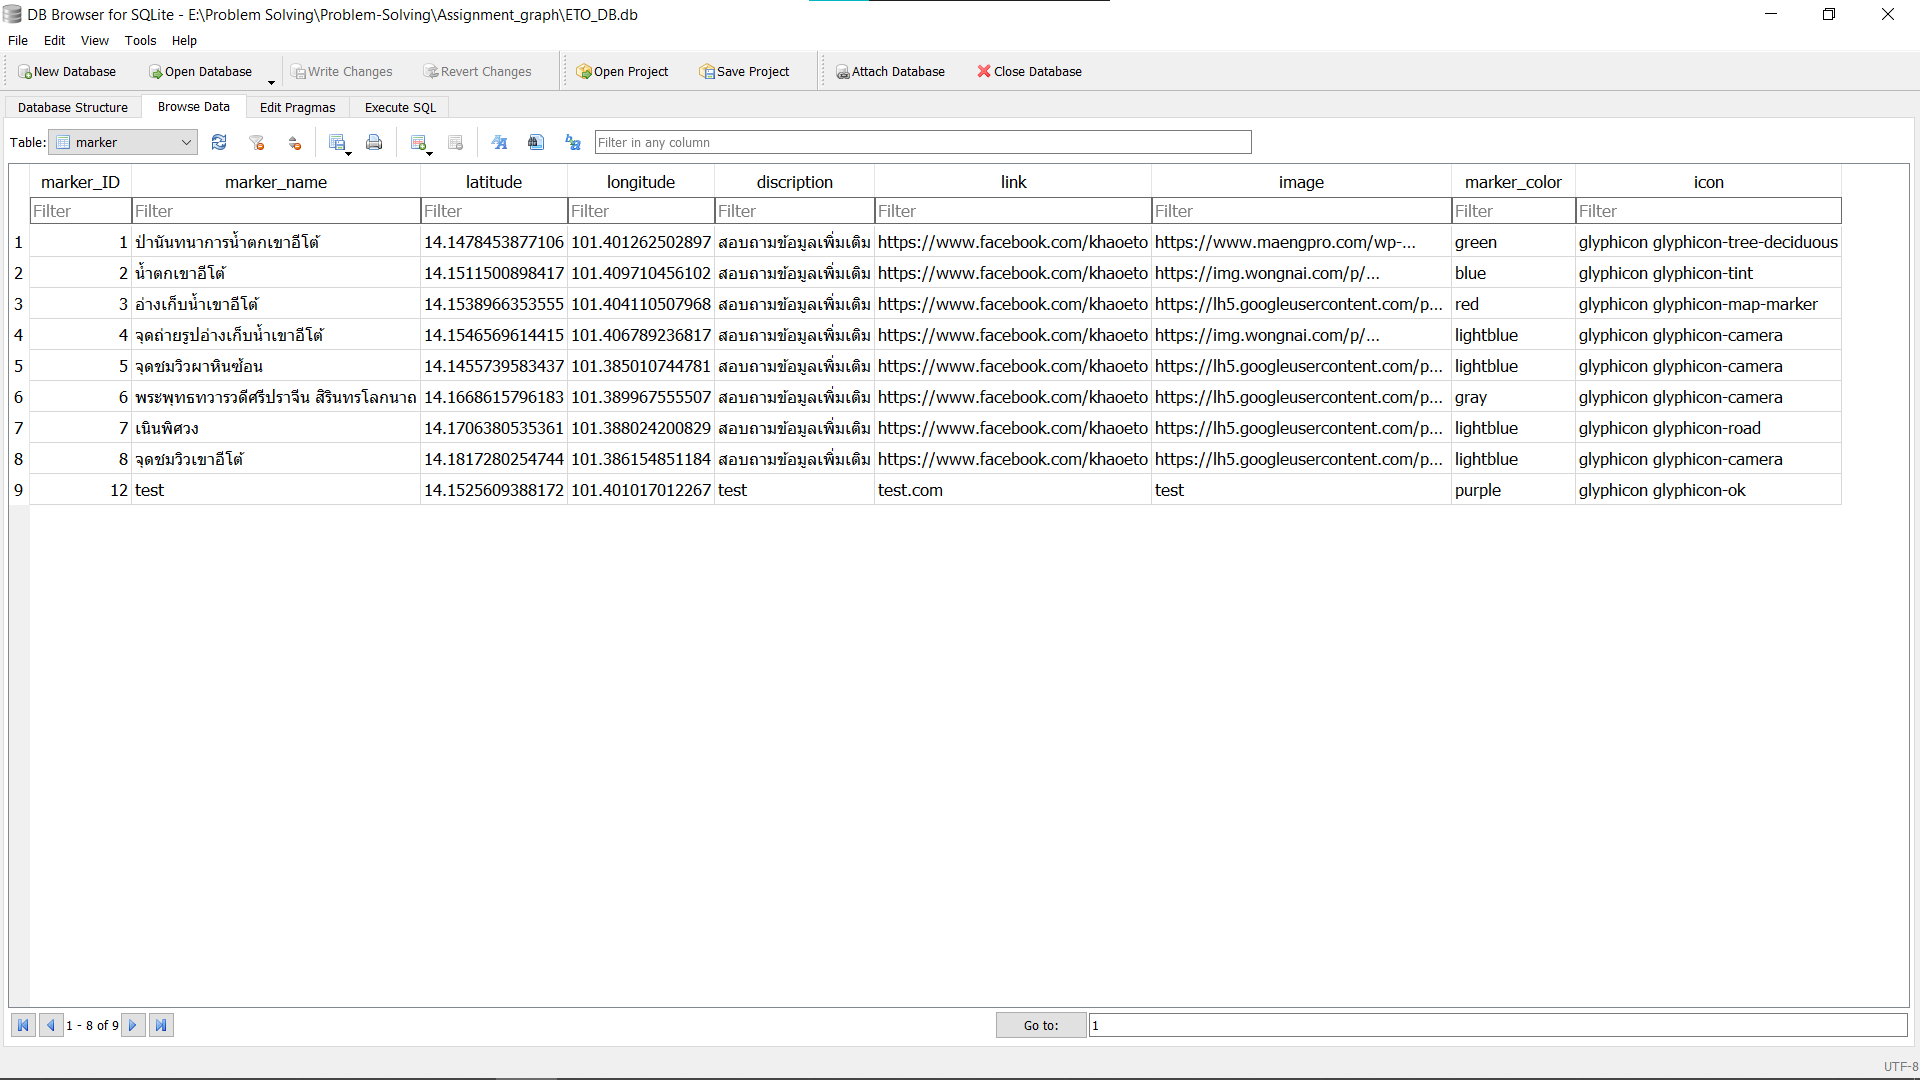 DB Browser for SQLite - E:\Problem Solving\Problem-Solving\Assignment_graph\ETO_DB.db
File Edit View Tools Help
New Database Open Database Write Changes Revert Changes Open Project Save Project Attach Database Close Database
Database Structure Browse Data Edit Pragmas Execute SQL
Table: marker Filter in any column
marker_ID marker_name latitude longitude discription link image marker_color icon
Filter Filter Filter Filter Filter Filter Filter Filter Filter
1 1 ป่านันทนาการน้ำตกเขาอีโต้ 14.1478453877106 101.401262502897 สอบถามข้อมูลเพิ่มเติม https://www.facebook.com/khaoeto https://www.maengpro.com/wp-... green glyphicon glyphicon-tree-deciduous
2 2 น้ำตกเขาอีโต้ 14.1511500898417 101.409710456102 สอบถามข้อมูลเพิ่มเติม https://www.facebook.com/khaoeto https://img.wongnai.com/p/... blue glyphicon glyphicon-tint
3 3 อ่างเก็บน้ำเขาอีโต้ 14.1538966353555 101.404110507968 สอบถามข้อมูลเพิ่มเติม https://www.facebook.com/khaoeto https://lh5.googleusercontent.com/p... red glyphicon glyphicon-map-marker
4 4 จุดถ่ายรูปอ่างเก็บน้ำเขาอีโต้ 14.1546569614415 101.406789236817 สอบถามข้อมูลเพิ่มเติม https://www.facebook.com/khaoeto https://img.wongnai.com/p/... lightblue glyphicon glyphicon-camera
5 5 จุดชมวิวผาหินซ้อน 14.1455739583437 101.385010744781 สอบถามข้อมูลเพิ่มเติม https://www.facebook.com/khaoeto https://lh5.googleusercontent.com/p... lightblue glyphicon glyphicon-camera
6 6 พระพุทธทวารวดีศรีปราจีน สิรินทรโลกนาถ 14.1668615796183 101.389967555507 สอบถามข้อมูลเพิ่มเติม https://www.facebook.com/khaoeto https://lh5.googleusercontent.com/p... gray glyphicon glyphicon-camera
7 7 เนินพิศวง 14.1706380535361 101.388024200829 สอบถามข้อมูลเพิ่มเติม https://www.facebook.com/khaoeto https://lh5.googleusercontent.com/p... lightblue glyphicon glyphicon-road
8 8 จุดชมวิวเขาอีโต้ 14.1817280254744 101.386154851184 สอบถามข้อมูลเพิ่มเติม https://www.facebook.com/khaoeto https://lh5.googleusercontent.com/p... lightblue glyphicon glyphicon-camera
9 12 test 14.1525609388172 101.401017012267 test test.com test purple glyphicon glyphicon-ok
1 - 8 of 9 Go to: 1
UTF-8